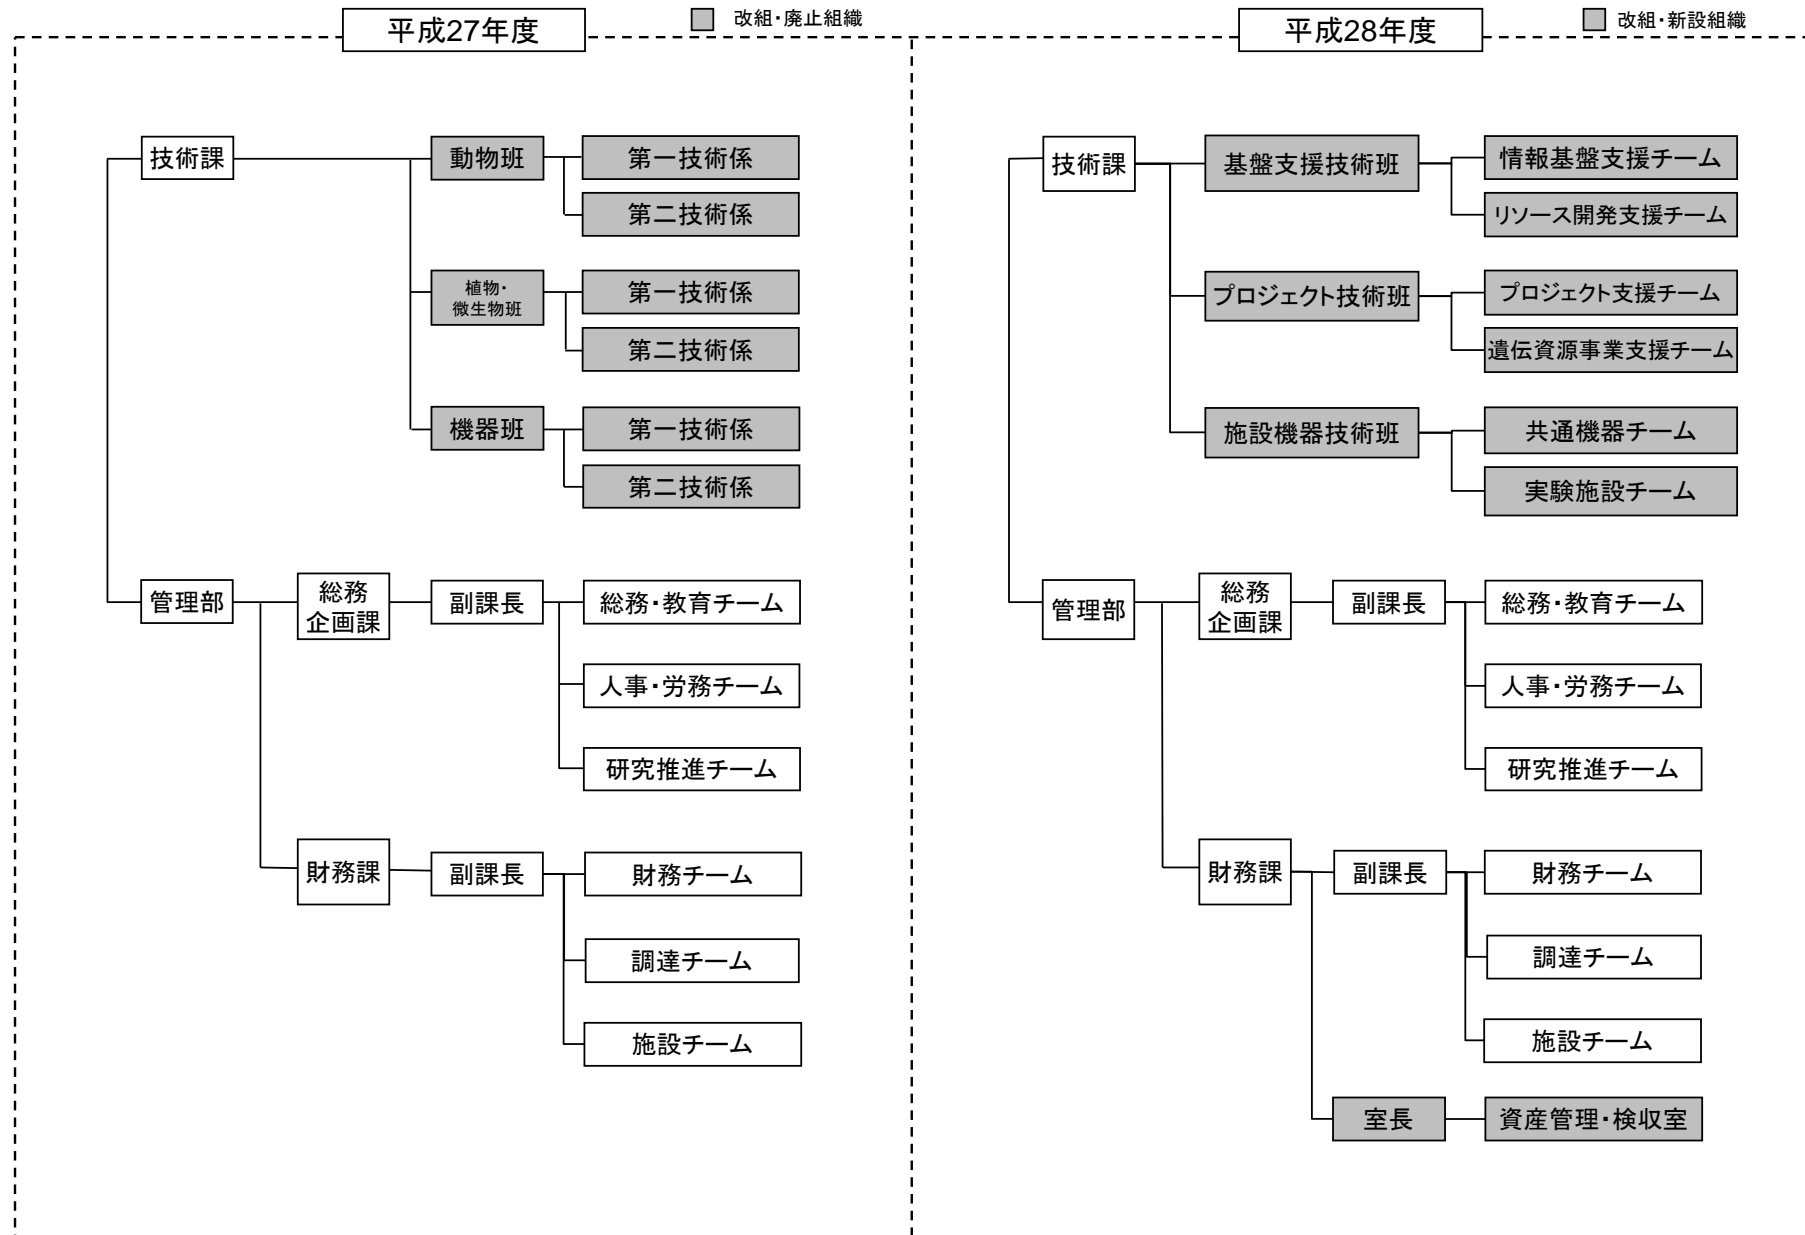 平成27年度
改組・廃止組織
技術課
動物班
第一技術係
第二技術係
植物・
微生物班
第一技術係
第二技術係
機器班
第一技術係
第二技術係
管理部
総務
企画課
副課長
総務・教育チーム
人事・労務チーム
研究推進チーム
財務課
副課長
財務チーム
調達チーム
施設チーム
平成28年度
改組・新設組織
技術課
基盤支援技術班
情報基盤支援チーム
リソース開発支援チーム
プロジェクト技術班
プロジェクト支援チーム
遺伝資源事業支援チーム
施設機器技術班
共通機器チーム
実験施設チーム
管理部
総務
企画課
副課長
総務・教育チーム
人事・労務チーム
研究推進チーム
財務課
副課長
財務チーム
調達チーム
施設チーム
室長
資産管理・検収室